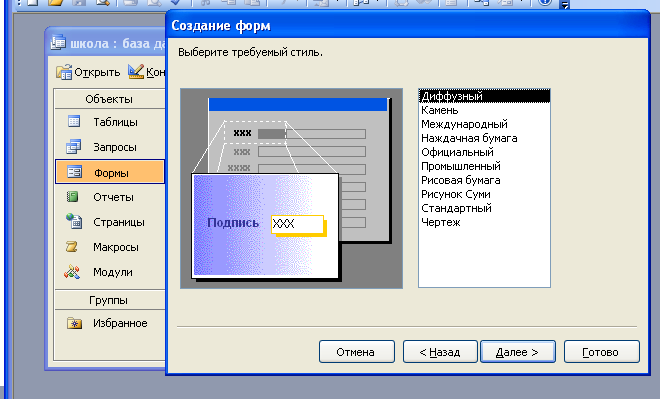 Создание форм
школа : база да
Выберите требуемый стиль.
Открыть
Кон
Объекты
Таблицы
Запросы
Формы
Отчеты
Страницы
Макросы
Модули
Группы
Избранное
xxx
xxx
xxxx
Подпись
XXX
Диффузный
Камень
Международный
Наждачная бумага
Официальный
Промышленный
Рисовая бумага
Рисунок Суми
Стандартный
Чертеж
Отмена
< Назад
Далее >
Готово